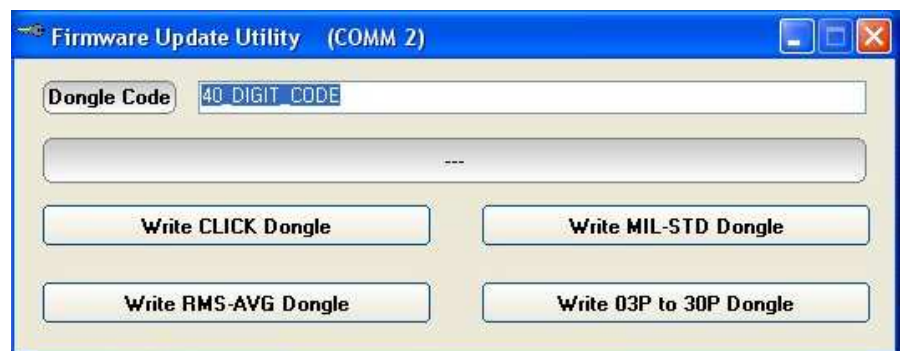 Firmware Update Utility (COMM 2)
Dongle Code 40_DIGIT_CODE
---
Write CLICK Dongle Write MIL-STD Dongle
Write RMS-AVG Dongle Write 03P to 30P Dongle